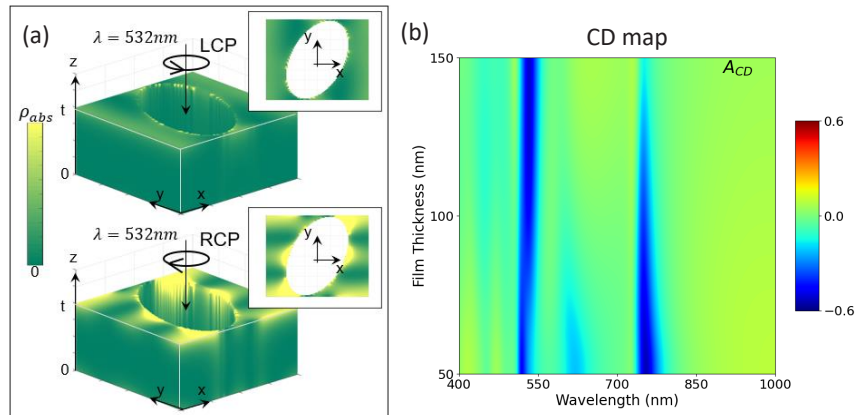 (a)
λ = 532nm
LCP
z
t
ρabs
0
0
y
x
y
x
λ = 532nm
RCP
z
t
0
y
x
y
x
(b)
CD map
ACD
150
100
50
Film Thickness (nm)
400 550 700 850 1000
Wavelength (nm)
0.6
0.0
−0.6